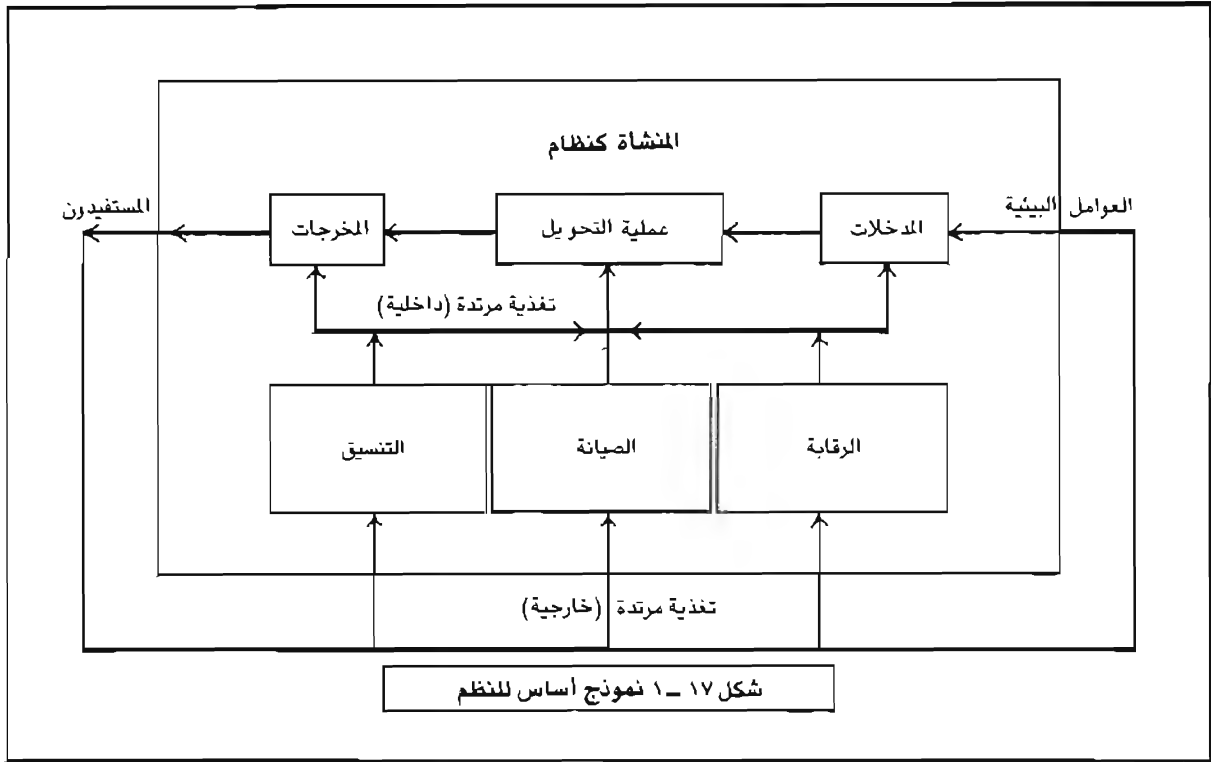 المنشأة كنظام
العوامل البيئية
المستفيدون
المدخلات
عملية التحويل
المخرجات
تغذية مرتدة (داخلية)
الرقابة
الصيانة
التنسيق
تغذية مرتدة (خارجية)
شكل ١٧ – ١ نموذج أساس للنظم